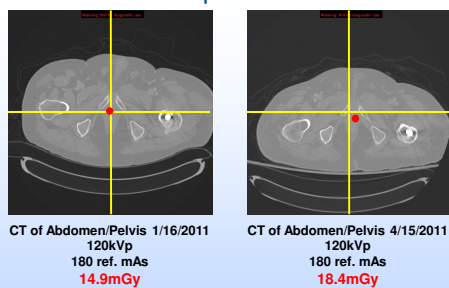 CT of Abdomen/Pelvis 1/16/2011
120kVp
180 ref. mAs
14.9mGy
CT of Abdomen/Pelvis 4/15/2011
120kVp
180 ref. mAs
18.4mGy